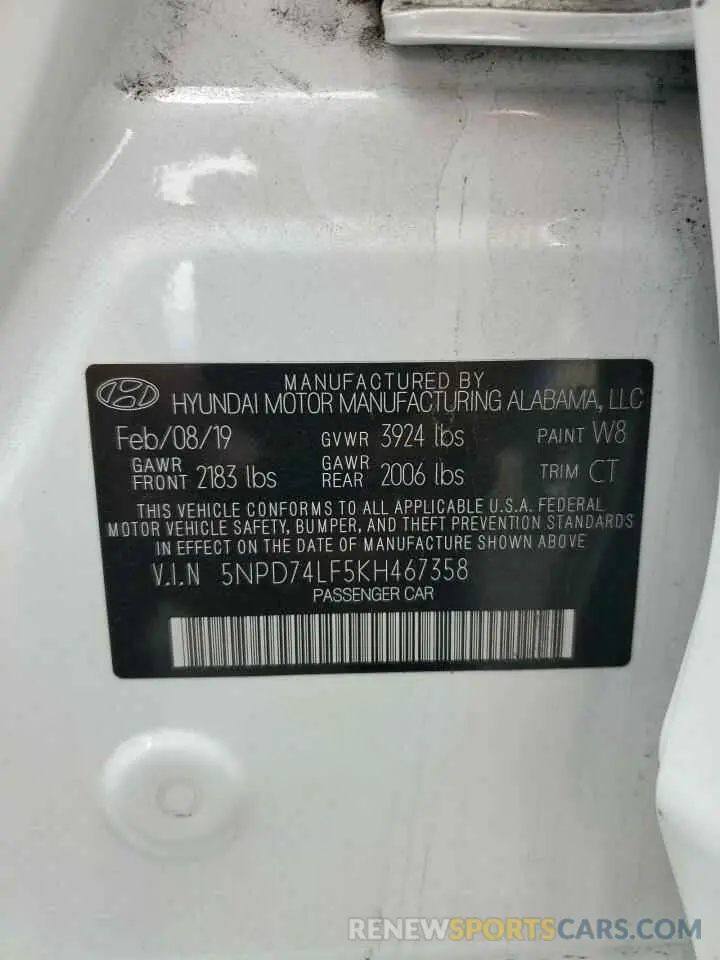 MANUFACTURED BY
HYUNDAI MOTOR MANUFACTURING ALABAMA, LLC
Feb/08/19 GVWR 3924 lbs PAINT W8
GAWR FRONT 2183 lbs GAWR REAR 2006 lbs TRIM CT
THIS VEHICLE CONFORMS TO ALL APPLICABLE U.S.A. FEDERAL
MOTOR VEHICLE SAFETY, BUMPER, AND THEFT PREVENTION STANDARDS
IN EFFECT ON THE DATE OF MANUFACTURE SHOWN ABOVE
V.I.N 5NPD74LF5KH467358
PASSENGER CAR
RENEWSPORTSCARS.COM